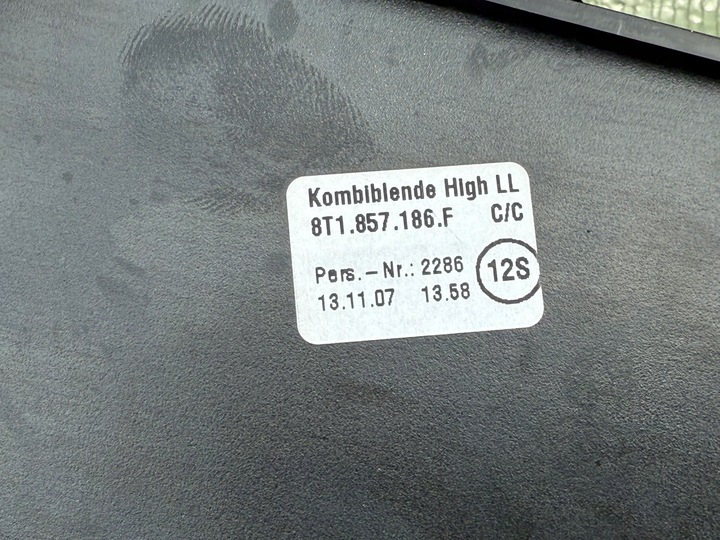 Kombiblende High LL
8T1.857.186.F C/C
Pers.-Nr.: 2286 12S
13.11.07 13.58